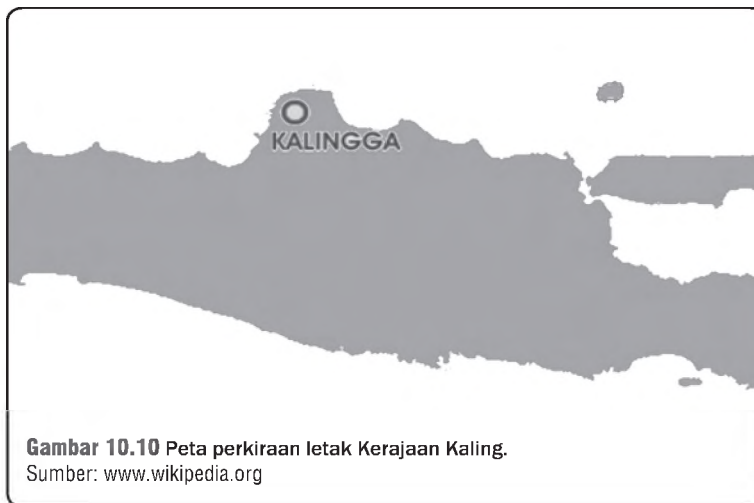 KALINGGA
Gambar 10.10 Peta perkiraan letak Kerajaan Kaling.
Sumber: www.wikipedia.org